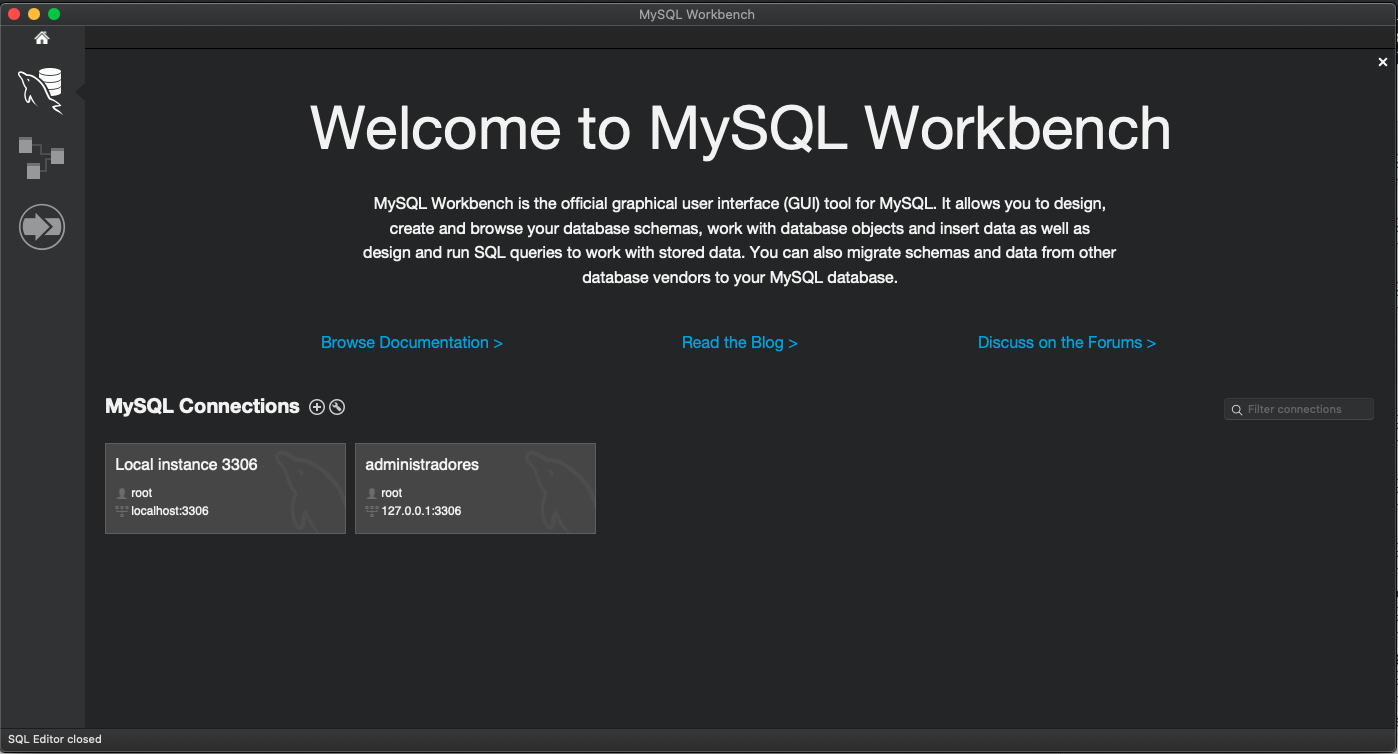 MySQL Workbench
Welcome to MySQL Workbench
MySQL Workbench is the official graphical user interface (GUI) tool for MySQL. It allows you to design,
create and browse your database schemas, work with database objects and insert data as well as
design and run SQL queries to work with stored data. You can also migrate schemas and data from other
database vendors to your MySQL database.
Browse Documentation >
Read the Blog >
Discuss on the Forums >
MySQL Connections
Filter connections
Local instance 3306
root
localhost:3306
administradores
root
127.0.0.1:3306
SQL Editor closed